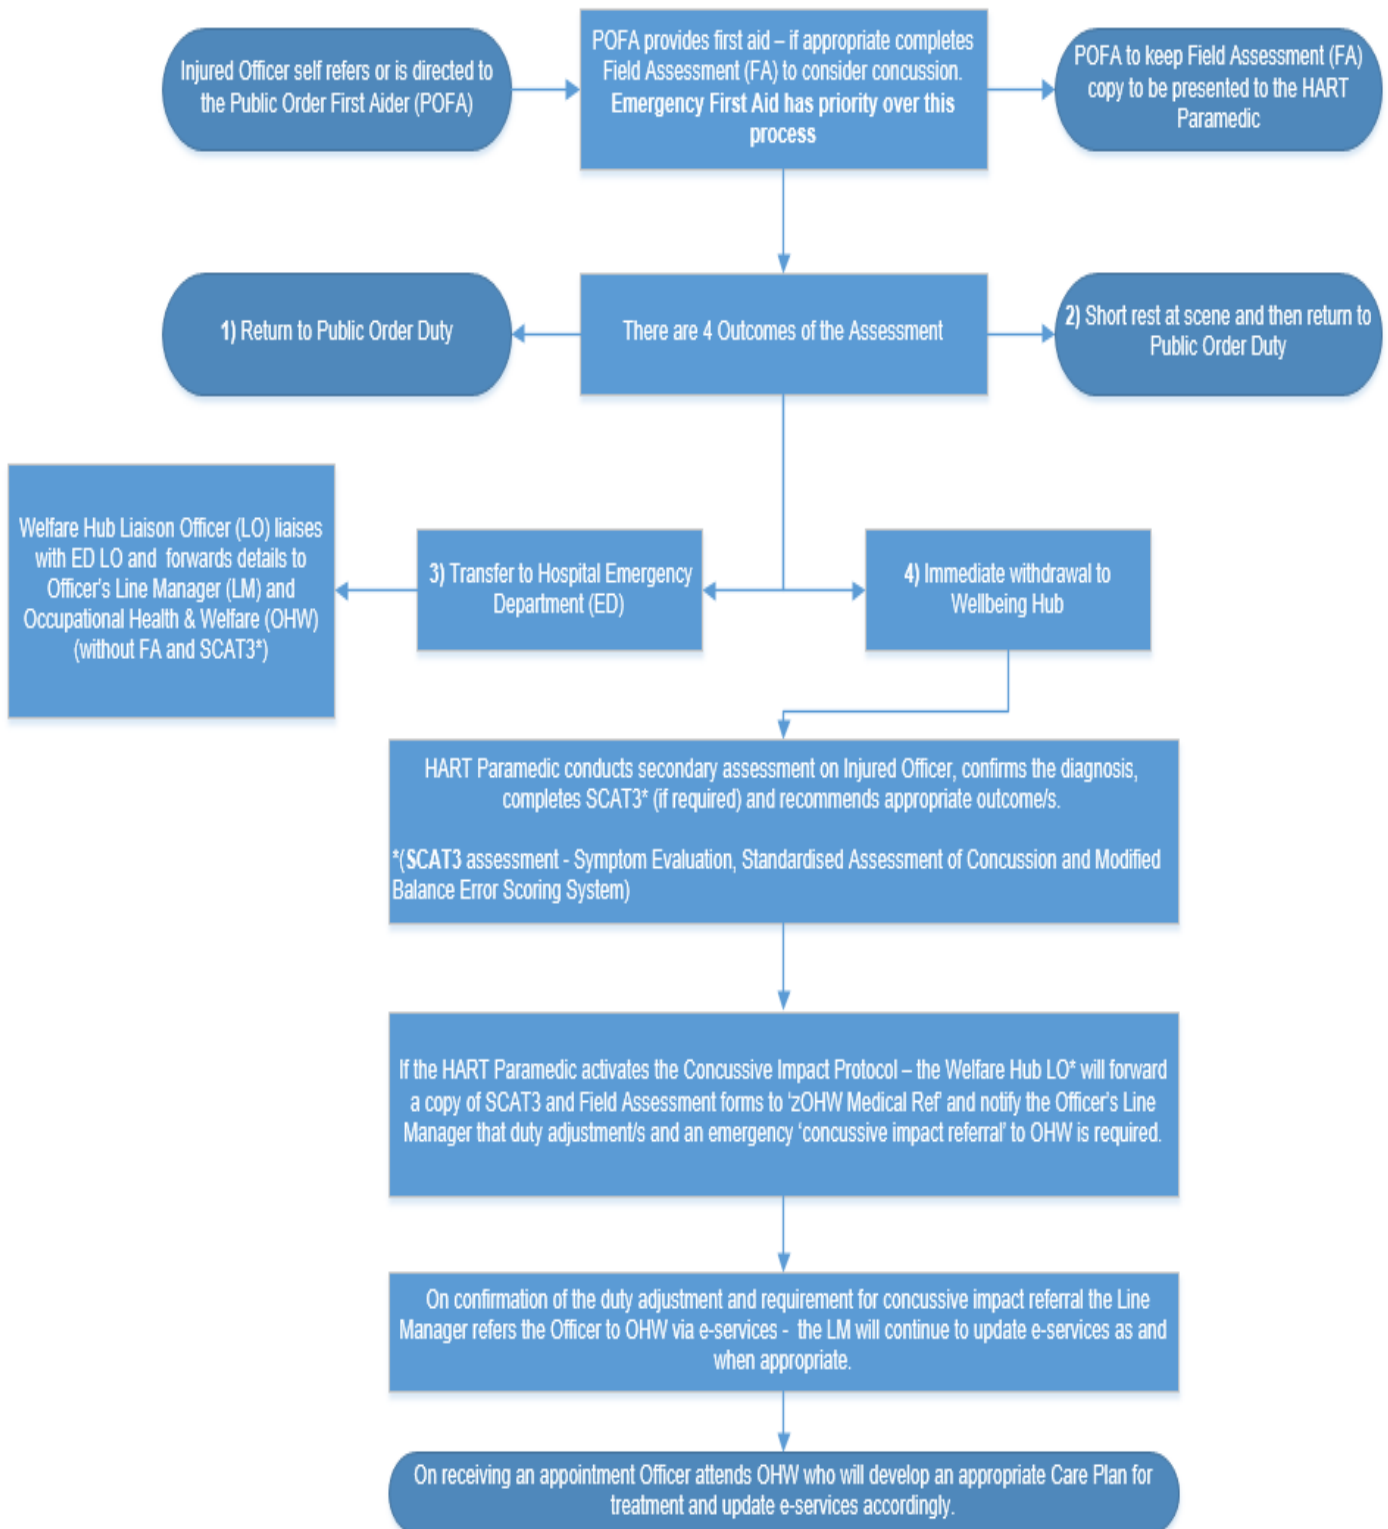 Injured Officer self refers or is directed to
the Public Order First Aider (POFA)
POFA provides first aid – if appropriate completes
Field Assessment (FA) to consider concussion.
Emergency First Aid has priority over this
process
POFA to keep Field Assessment (FA)
copy to be presented to the HART
Paramedic
1) Return to Public Order Duty
There are 4 Outcomes of the Assessment
2) Short rest at scene and then return to
Public Order Duty
Welfare Hub Liaison Officer (LO) liaises
with ED LO and forwards details to
Officer's Line Manager (LM) and
Occupational Health & Welfare (OHW)
(without FA and SCAT3*)
3) Transfer to Hospital Emergency
Department (ED)
4) Immediate withdrawal to
Wellbeing Hub
HART Paramedic conducts secondary assessment on Injured Officer, confirms the diagnosis,
completes SCAT3* (if required) and recommends appropriate outcome/s.
*(SCAT3 assessment - Symptom Evaluation, Standardised Assessment of Concussion and Modified
Balance Error Scoring System)
If the HART Paramedic activates the Concussive Impact Protocol – the Welfare Hub LO* will forward
a copy of SCAT3 and Field Assessment forms to ‘zOHW Medical Ref’ and notify the Officer's Line
Manager that duty adjustment/s and an emergency ‘concussive impact referral’ to OHW is required.
On confirmation of the duty adjustment and requirement for concussive impact referral the Line
Manager refers the Officer to OHW via e-services - the LM will continue to update e-services as and
when appropriate.
On receiving an appointment Officer attends OHW who will develop an appropriate Care Plan for
treatment and update e-services accordingly.